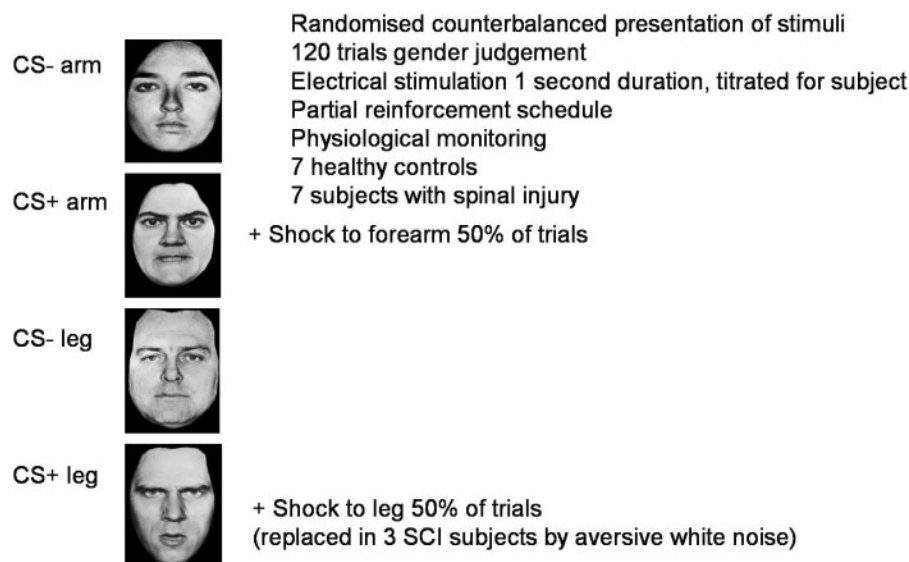 Randomised counterbalanced presentation of stimuli
CS- arm
120 trials gender judgement
Electrical stimulation 1 second duration, titrated for subject
Partial reinforcement schedule
Physiological monitoring
7 healthy controls
7 subjects with spinal injury
CS+ arm
+ Shock to forearm 50% of trials
CS- leg
CS+ leg
+ Shock to leg 50% of trials
(replaced in 3 SCI subjects by aversive white noise)